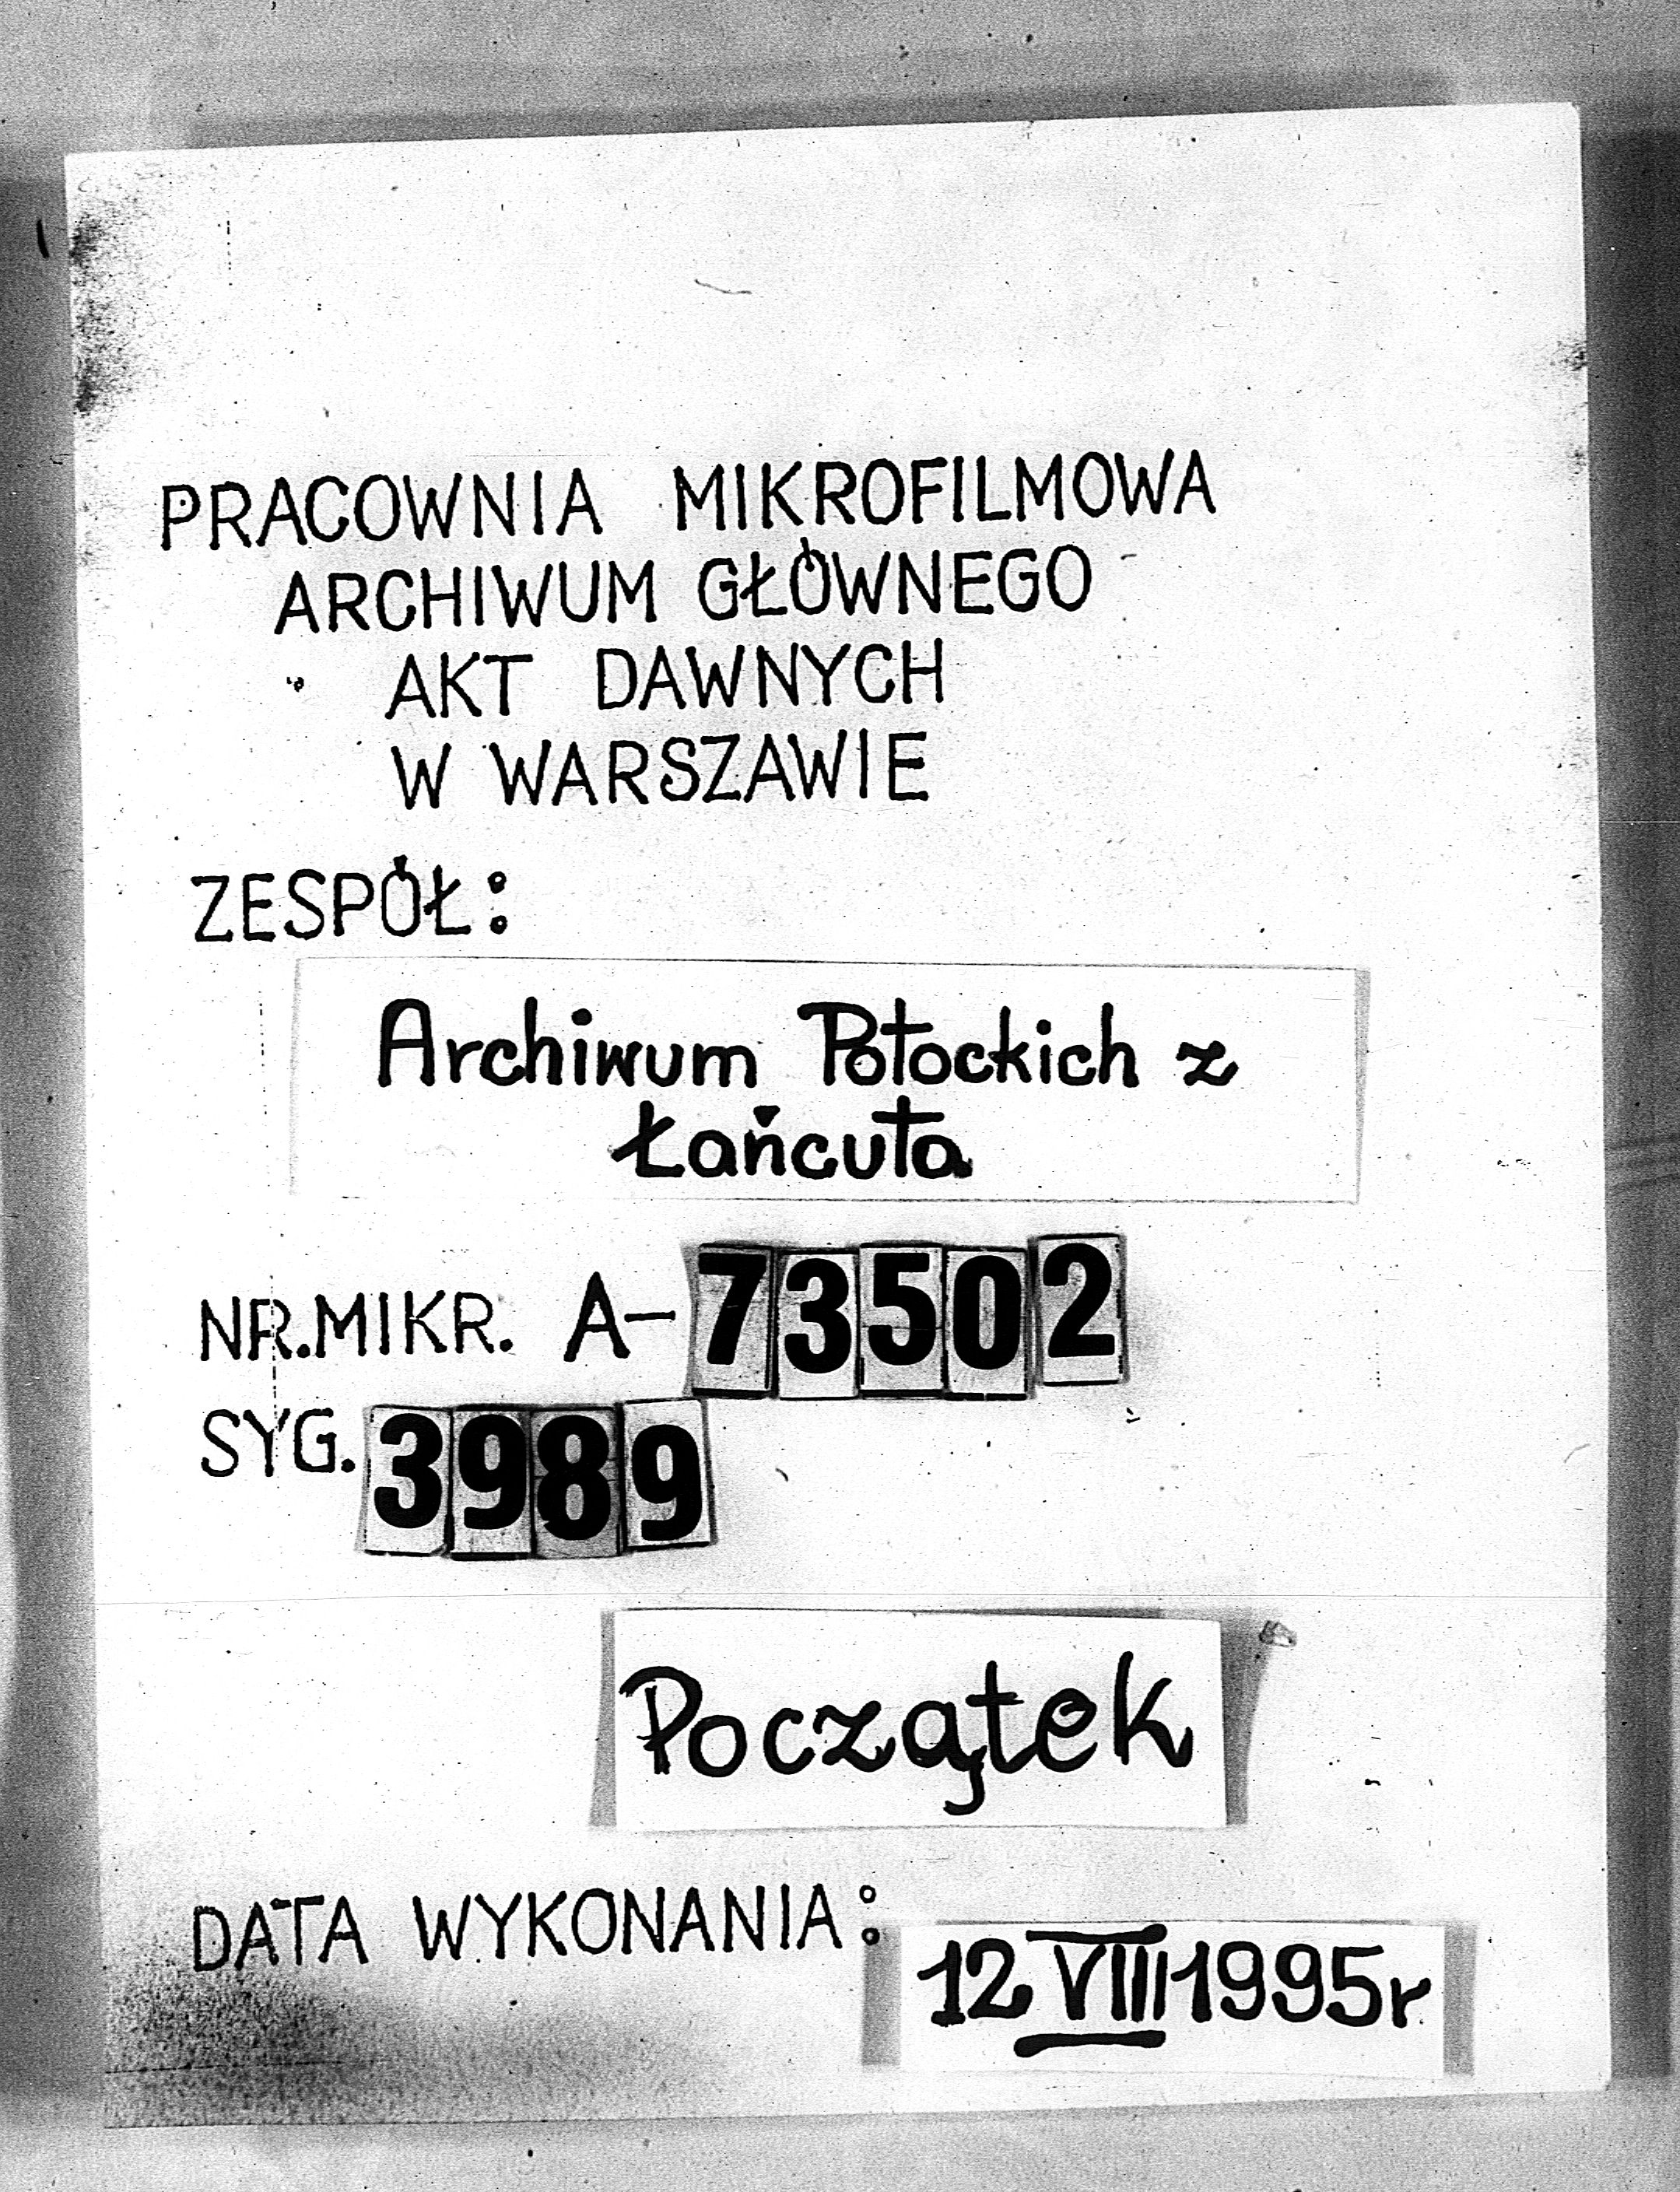 PRACOWNIA MIKROFILMOWA
ARCHIWUM GŁÓWNEGO
AKT DAWNYCH
W WARSZAWIE
ZESPÓŁ:
Archiwum Potockich z
Łańcuta
NR.MIKR. A-73502
SYG. 3989
Początek
DATA WYKONANIA:
12 VIII 1995r